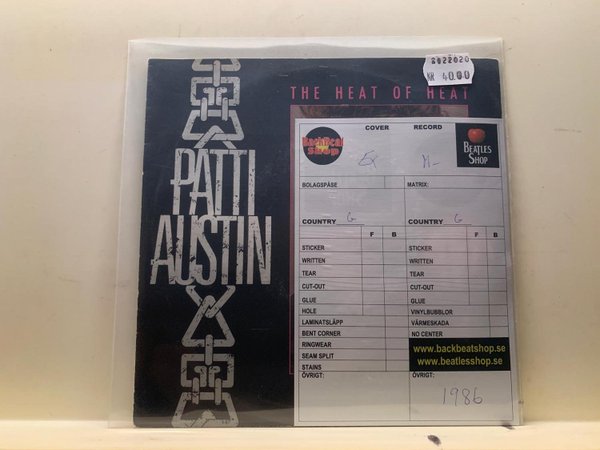 8022020
KR 40.00
THE HEAT OF HEAT
PATTI
AUSTIN
BackBeat
Shop
COVER
RECORD
BEATLES
SHOP
EX
M-
BOLAGSPÅSE
MATRIX:
COUNTRY G
COUNTRY G
F B
F B
STICKER
STICKER
WRITTEN
WRITTEN
TEAR
TEAR
CUT-OUT
CUT-OUT
GLUE
GLUE
HOLE
VINYLBUBBLOR
LAMINATSLÄPP
VÄRMESKADA
BENT CORNER
NO CENTER
RINGWEAR
SEAM SPLIT
STAINS
www.backbeatshop.se
www.beatlesshop.se
ÖVRIGT:
ÖVRIGT:
1986